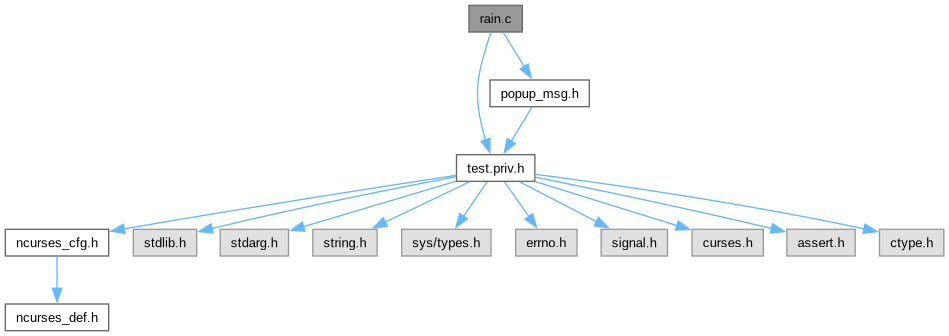 rain.c
popup_msg.h
test.priv.h
ncurses_cfg.h
stdlib.h
stdarg.h
string.h
sys/types.h
errno.h
signal.h
curses.h
assert.h
ctype.h
ncurses_def.h